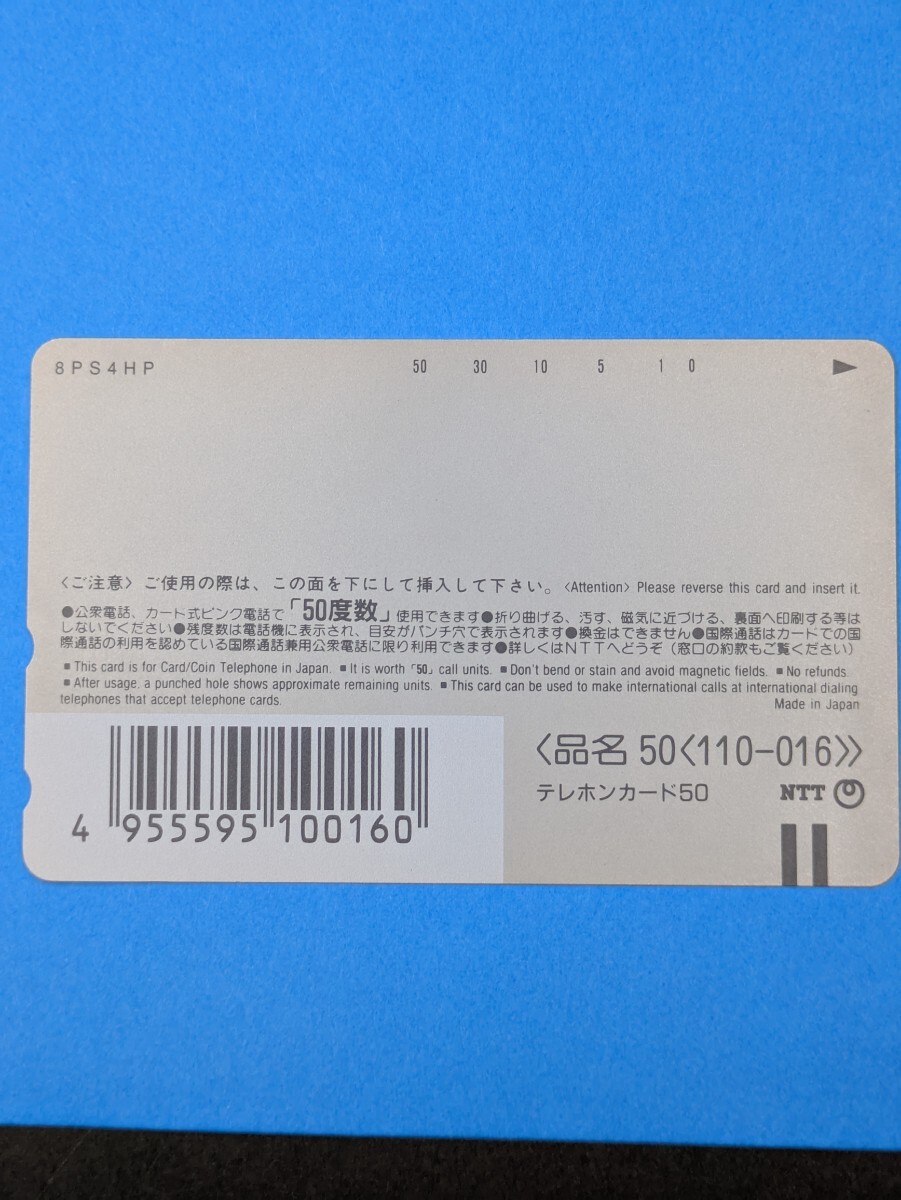 8PS4HP 50 30 10 5 1 0
〈ご注意〉ご使用の際は、この面を下にして挿入して下さい。〈Attention〉Please reverse this card and insert it.
●公衆電話、カード式ピンク電話で「50度数」使用できます●折り曲げる、汚す、磁気に近づける、裏面へ印刷する等は
しないでください●残度数は電話機に表示され、目安がパンチ穴で表示されます●換金はできません●国際通話はカードでの国
際通話の利用を認めている国際通話兼用公衆電話に限り利用できます●詳しくはNTTへどうぞ（窓口の約款もご覧ください）
■This card is for Card/Coin Telephone in Japan. ■It is worth「50」call units. ■Don't bend or stain and avoid magnetic fields. ■No refunds.
■After usage, a punched hole shows approximate remaining units. ■This card can be used to make international calls at international dialing
telephones that accept telephone cards.
Made in Japan
〈品名 50〈110-016〉〉
テレホンカード50 NTT
4 955595 100160